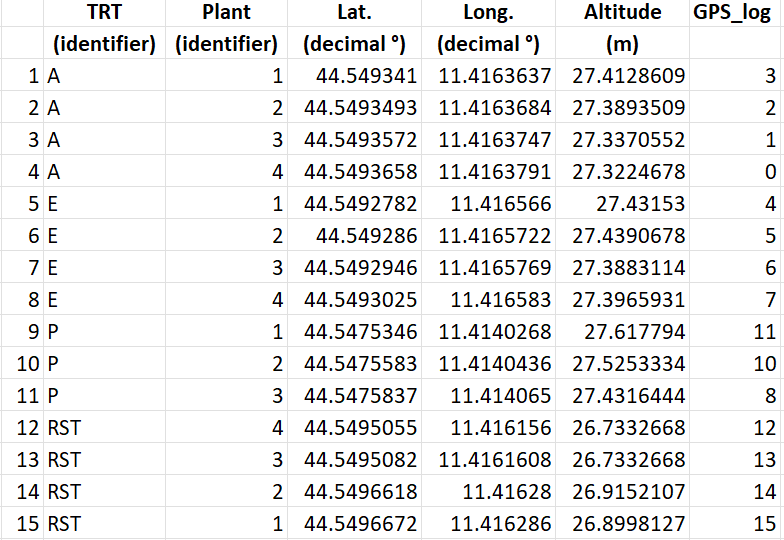 TRT Plant Lat. Long. Altitude GPS_log
(identifier) (identifier) (decimal °) (decimal °) (m)
1 A 1 44.549341 11.4163637 27.4128609 3
2 A 2 44.5493493 11.4163684 27.3893509 2
3 A 3 44.5493572 11.4163747 27.3370552 1
4 A 4 44.5493658 11.4163791 27.3224678 0
5 E 1 44.5492782 11.416566 27.43153 4
6 E 2 44.549286 11.4165722 27.4390678 5
7 E 3 44.5492946 11.4165769 27.3883114 6
8 E 4 44.5493025 11.416583 27.3965931 7
9 P 1 44.5475346 11.4140268 27.617794 11
10 P 2 44.5475583 11.4140436 27.5253334 10
11 P 3 44.5475837 11.414065 27.4316444 8
12 RST 4 44.5495055 11.416156 26.7332668 12
13 RST 3 44.5495082 11.4161608 26.7332668 13
14 RST 2 44.5496618 11.41628 26.9152107 14
15 RST 1 44.5496672 11.416286 26.8998127 15